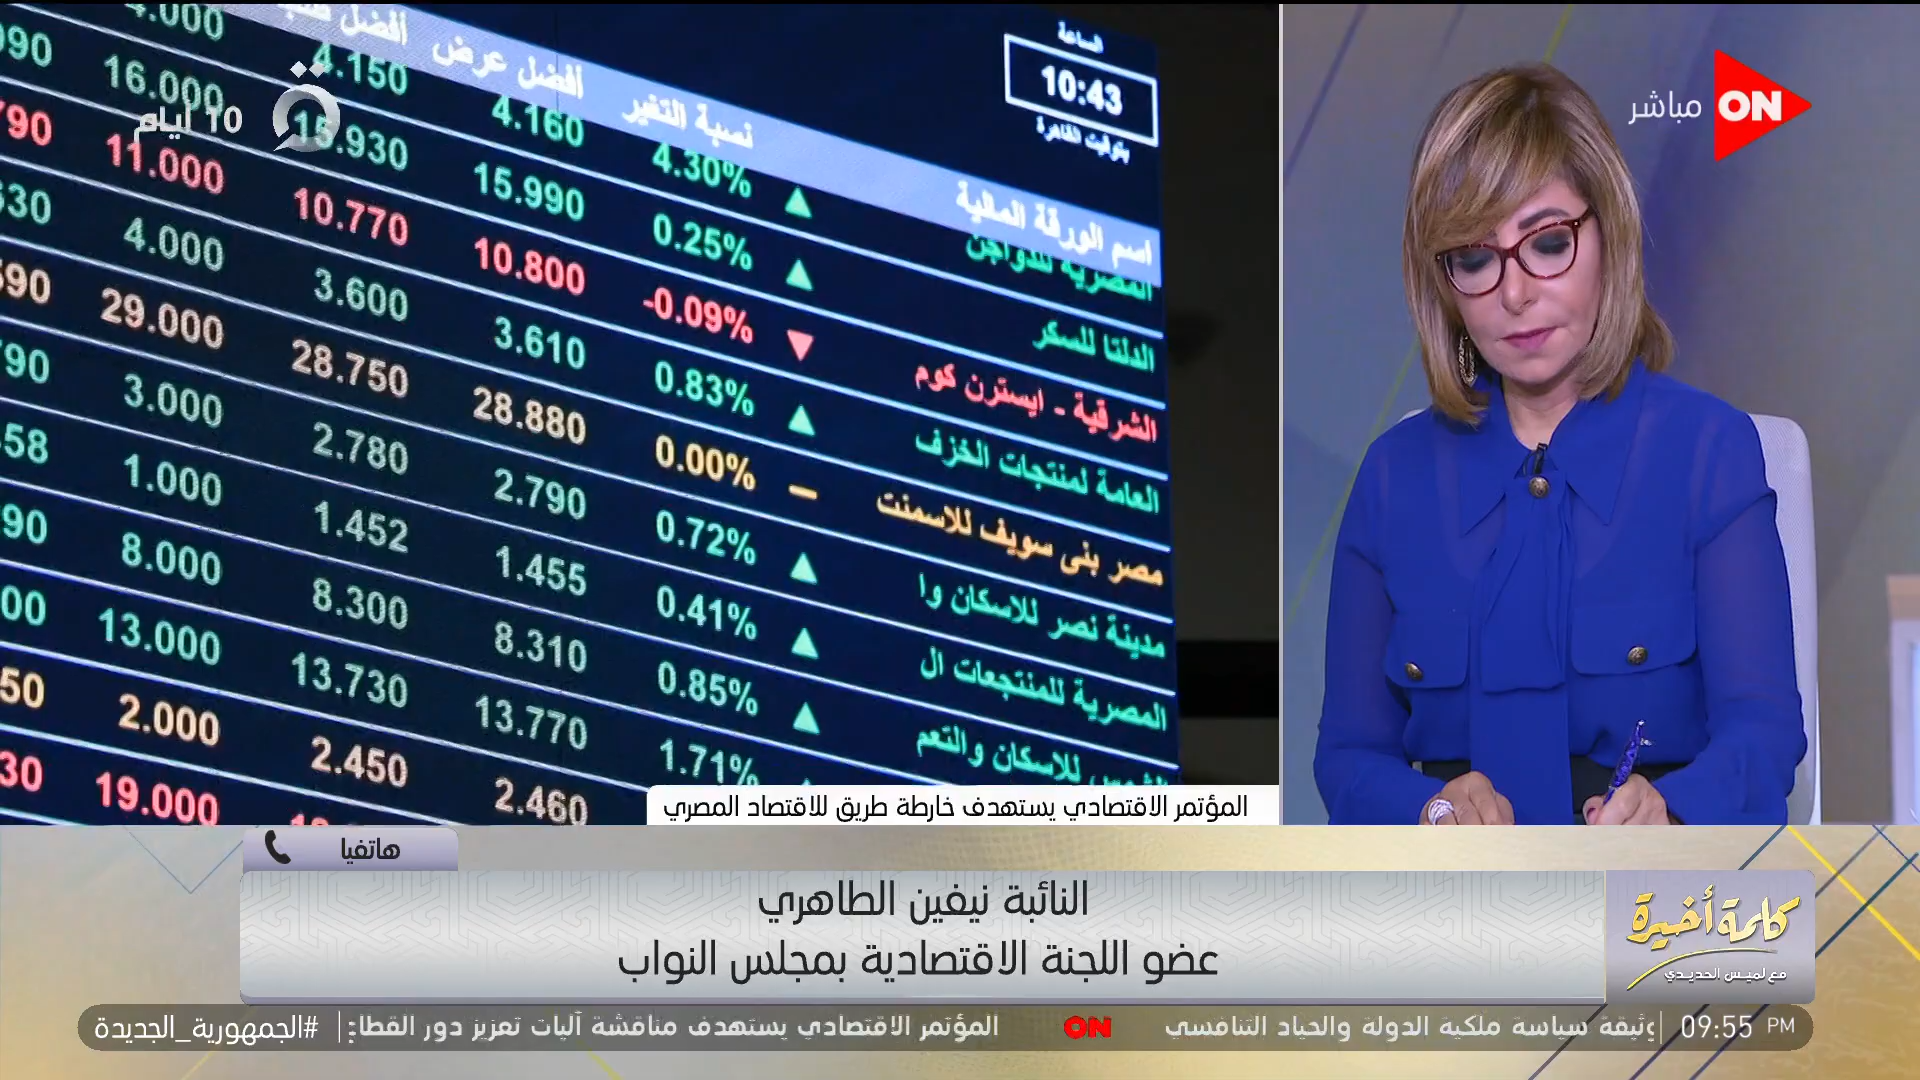 الساعة
10:43
بتوقيت القاهرة
مباشر ON
10 أيام
اسم الورقة المالية نسبة التغير أفضل عرض أفضل
المصرية للدواجن 4.30% 4.160 4.150 4.000
الدلتا للسكر 0.25% 15.990 15.930 16.000
الشرقية - ايسترن كوم -0.09% 10.800 10.770 11.000
العامة لمنتجات الخزف 0.83% 3.610 3.600 4.000
مصر بنى سويف للاسمنت 0.00% 28.880 28.750 29.000
مدينة نصر للاسكان وا 0.72% 2.790 2.780 3.000
المصرية للمنتجعات ال 0.41% 1.455 1.452 1.000
للاسكان والتعم 0.85% 8.310 8.300 8.000
1.71% 13.770 13.730 13.000
2.460 2.450 2.000
19.000
المؤتمر الاقتصادي يستهدف خارطة طريق للاقتصاد المصري
هاتفيا
النائبة نيفين الطاهري
عضو اللجنة الاقتصادية بمجلس النواب
كلمة أخيرة
مع لميس الحديدي
09:55 PM
وثيقة سياسة ملكية الدولة والحياد التنافسي ON المؤتمر الاقتصادي يستهدف مناقشة آليات تعزيز دور القطاع
#الجمهورية_الجديدة